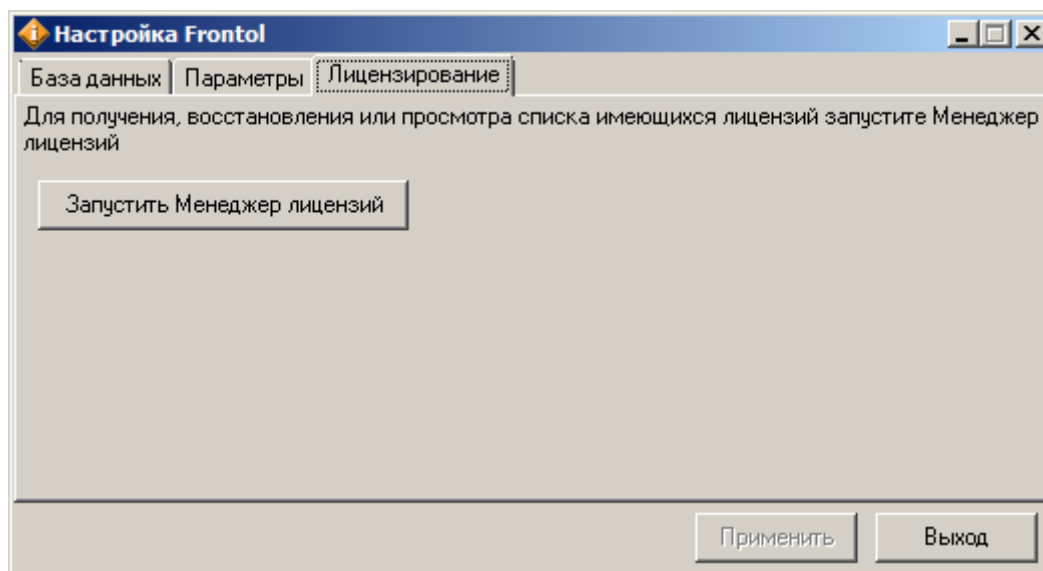 Настройка Frontol
База данных Параметры Лицензирование
Для получения, восстановления или просмотра списка имеющихся лицензий запустите Менеджер
лицензий
Запустить Менеджер лицензий
Применить Выход